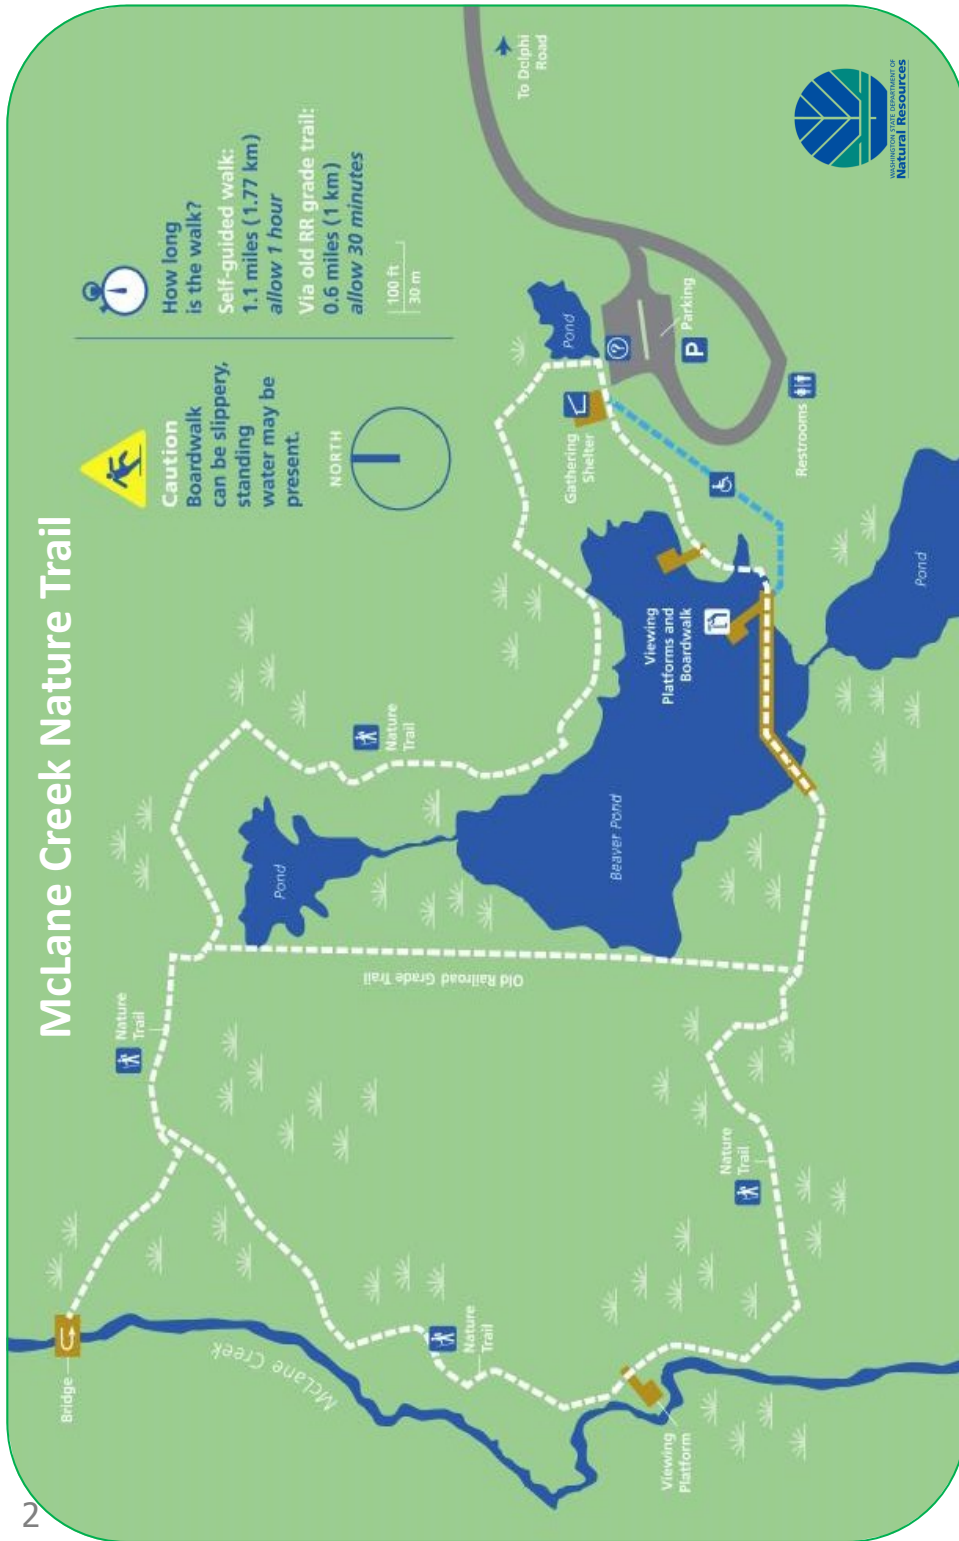 McLane Creek Nature Trail
Caution
Boardwalk
can be slippery,
standing
water may be
present.
How long
is the walk?
Self-guided walk:
1.1 miles (1.77 km)
allow 1 hour
Via old RR grade trail:
0.6 miles (1 km)
allow 30 minutes
100 ft
30 m
NORTH
Bridge
Nature
Trail
Nature
Trail
Pond
McLane Creek
Old Railroad Grade Trail
Nature
Trail
Viewing
Platform
Nature
Trail
Beaver Pond
Viewing
Platforms and
Boardwalk
Gathering
Shelter
Pond
?
P
Parking
Restrooms
Pond
To Delphi
Road
WASHINGTON STATE DEPARTMENT OF
Natural Resources
2